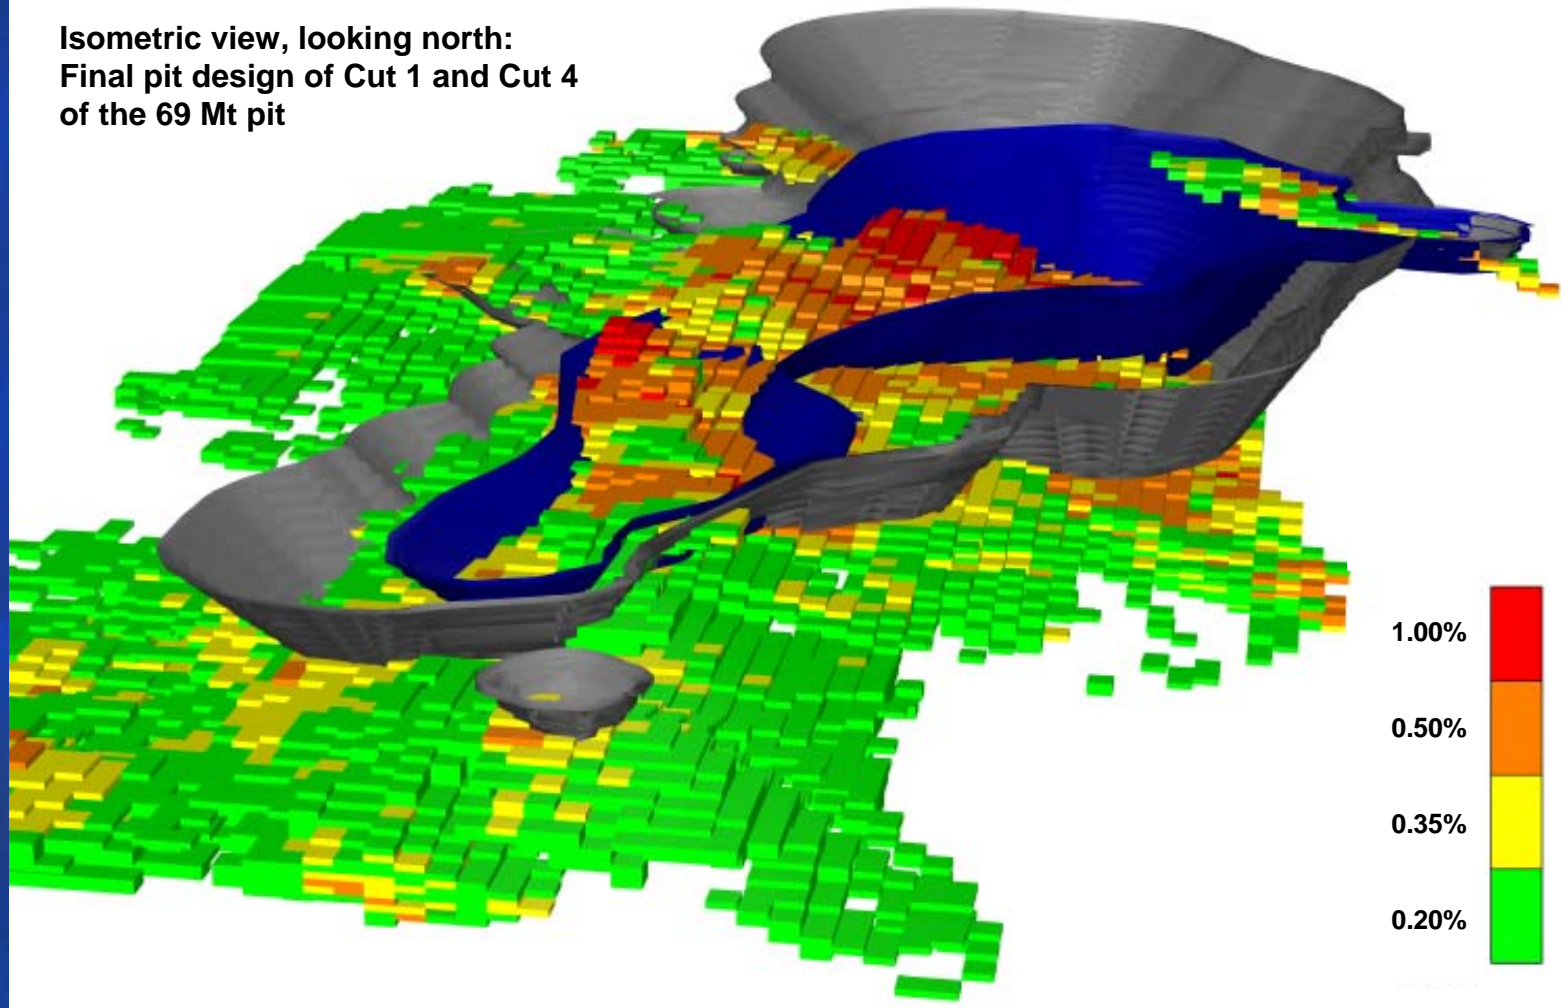 Isometric view, looking north:
Final pit design of Cut 1 and Cut 4
of the 69 Mt pit
1.00%
0.50%
0.35%
0.20%